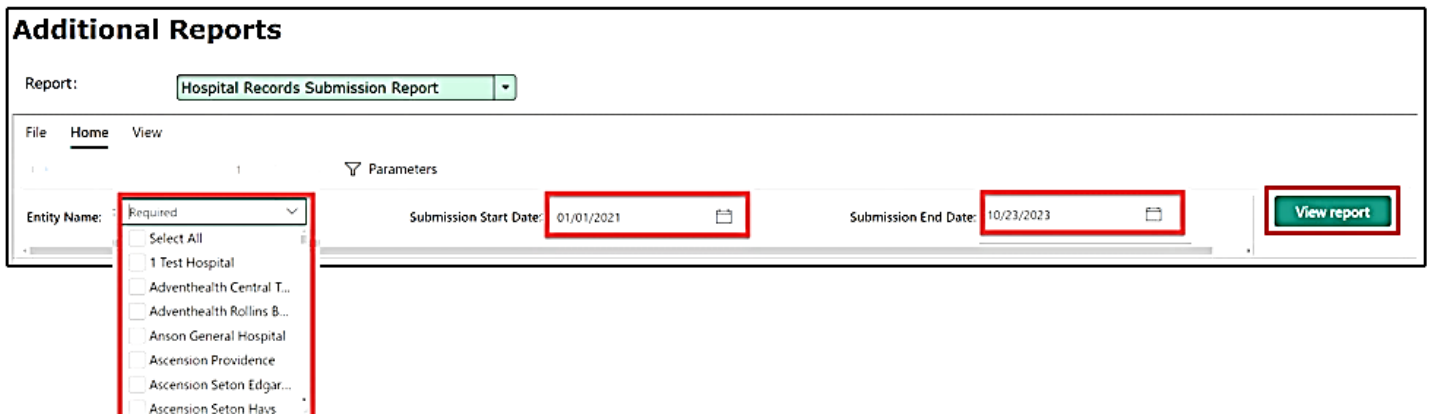 Additional Reports
Report: Hospital Records Submission Report
File Home View
1 Parameters
Entity Name: Required Submission Start Date: 01/01/2021 Submission End Date: 10/23/2023 View report
Select All
1 Test Hospital
Adventhealth Central T...
Adventhealth Rollins B...
Anson General Hospital
Ascension Providence
Ascension Seton Edgar...
Ascension Seton Hays